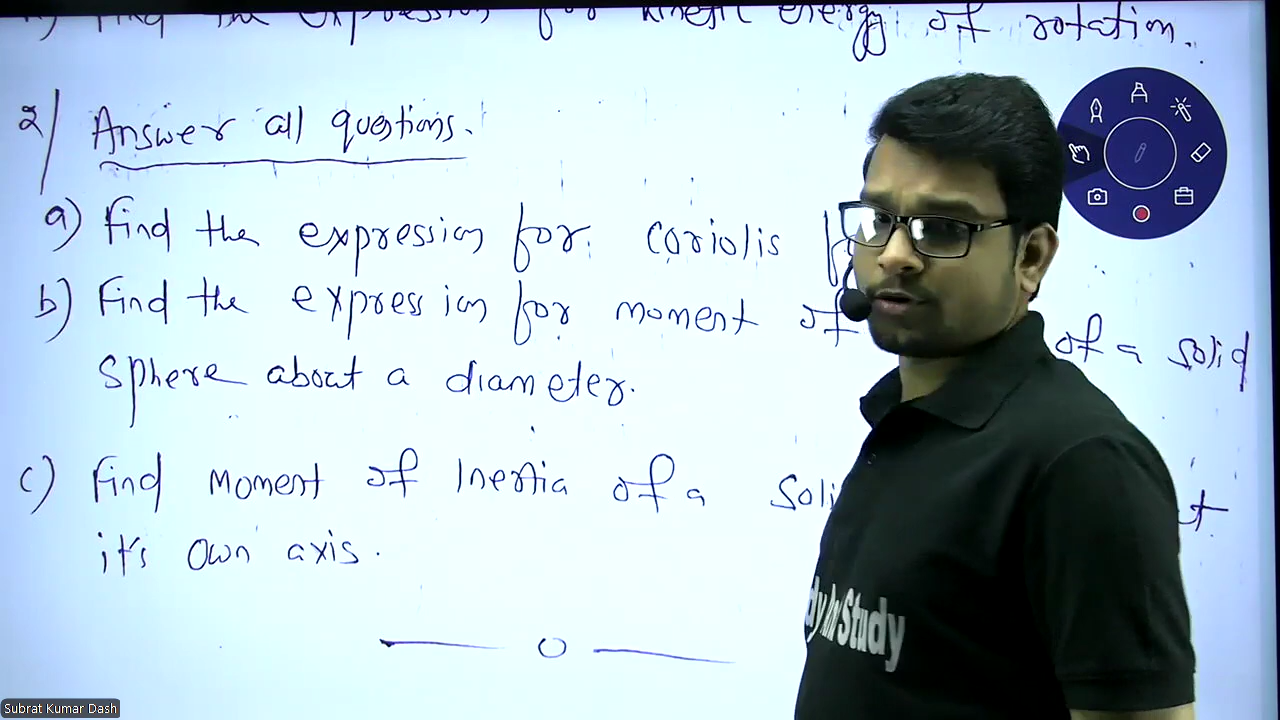 Find the expression for kinetic energy of rotation.
2) Answer all questions.
a) Find the expression for coriolis
b) Find the expression for moment of of a solid
sphere about a diameter.
c) Find Moment of Inertia of a
it's own axis.
Study
Subrat Kumar Dash